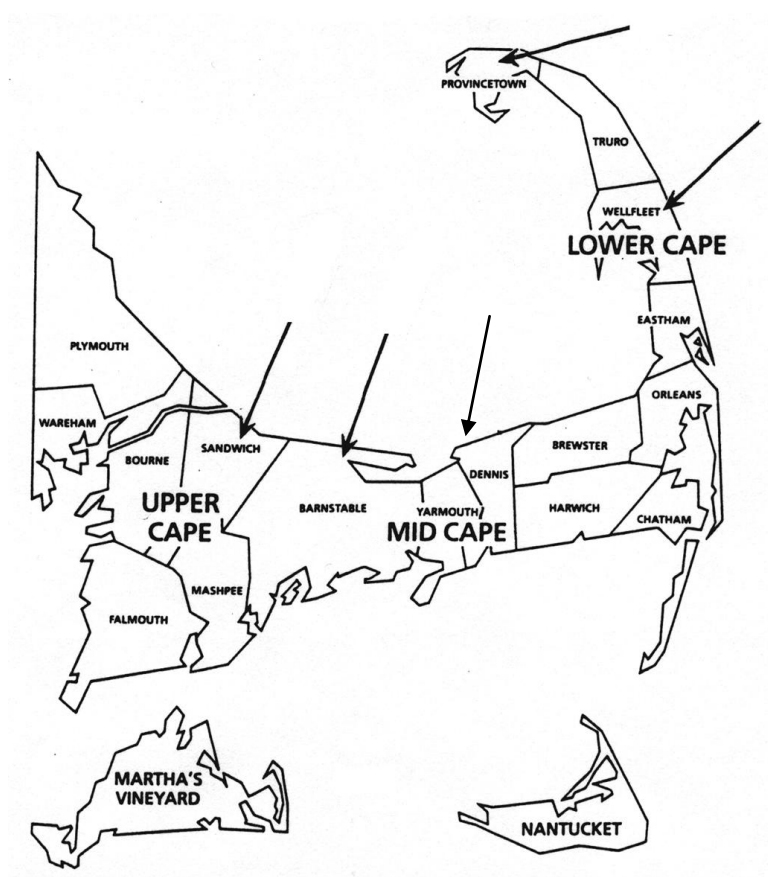 PROVINCETOWN
TRURO
WELLFLEET
LOWER CAPE
EASTHAM
PLYMOUTH
ORLEANS
WAREHAM
BREWSTER
SANDWICH
BOURNE
DENNIS
UPPER
CAPE
BARNSTABLE
YARMOUTH
HARWICH
CHATHAM
MID CAPE
MASHPEE
FALMOUTH
MARTHA'S
VINEYARD
NANTUCKET